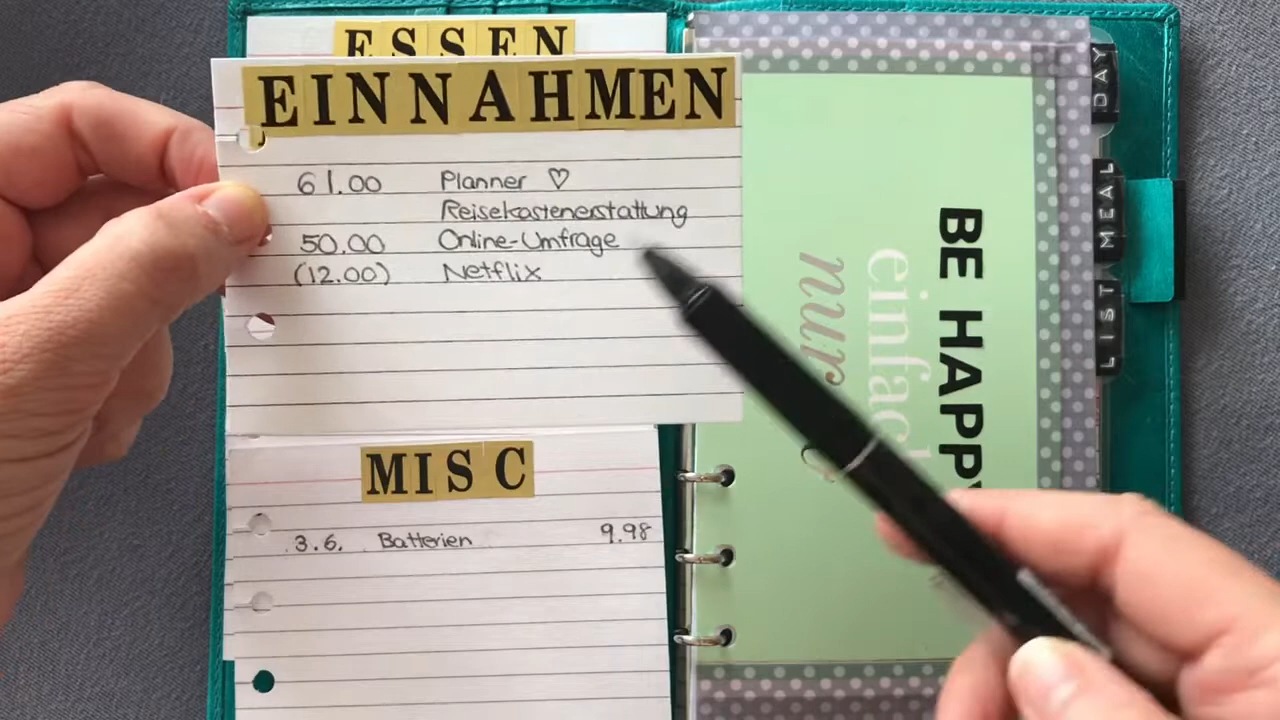 ESSEN
EINNAHMEN
61.00 Planner ♡
Reisekostenerstattung
50.00 Online-Umfrage
(12.00) Netflix
MISC
3.6. Batterien 9.98
BE HAPPY
einfach
nur
DAY
MEAL
LIST